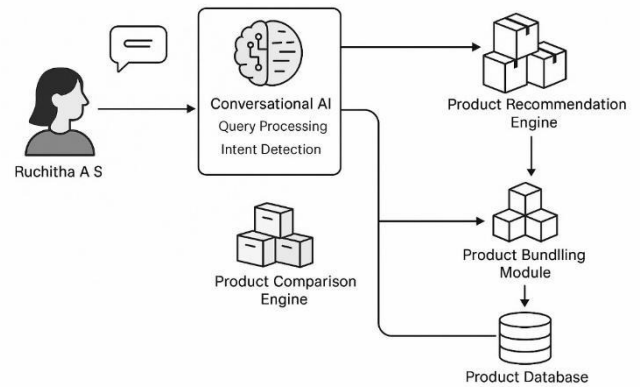 Ruchitha A S
Conversational AI
Query Processing
Intent Detection
Product Recommendation
Engine
Product Comparison
Engine
Product Bundlling
Module
Product Database